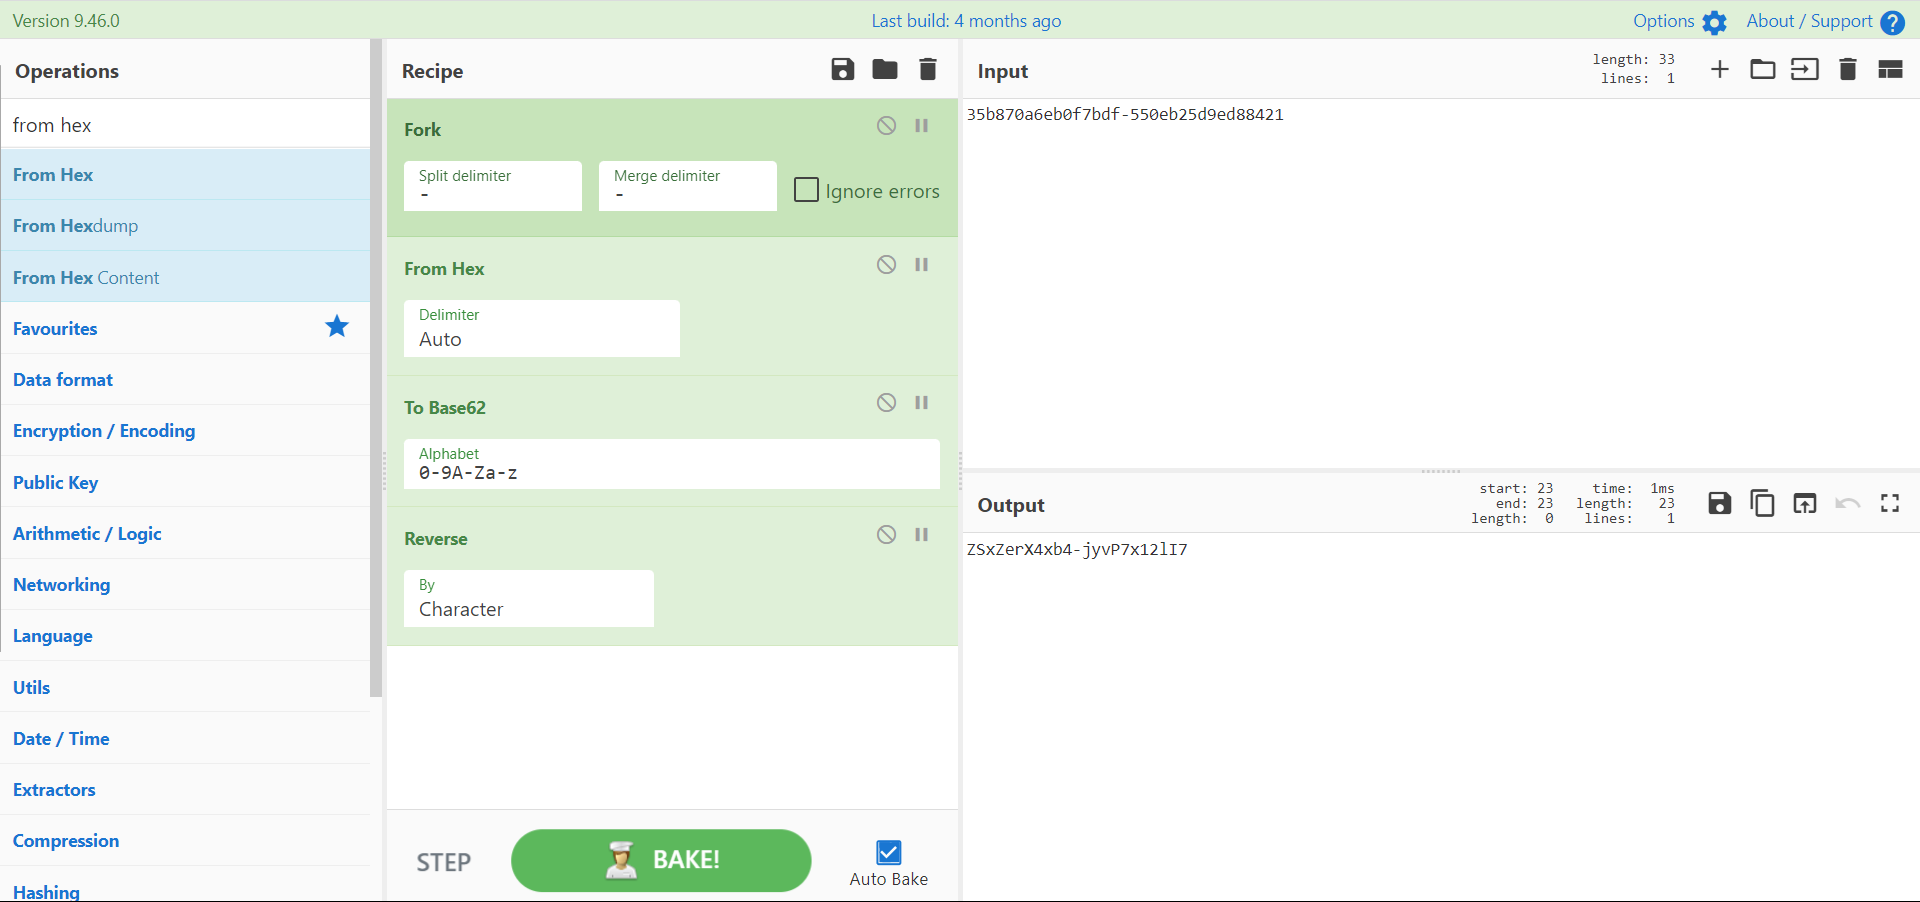 Version 9.46.0
Last build: 4 months ago
Options
About / Support
Operations
from hex
From Hex
From Hexdump
From Hex Content
Favourites
Data format
Encryption / Encoding
Public Key
Arithmetic / Logic
Networking
Language
Utils
Date / Time
Extractors
Compression
Hashing
Recipe
Fork
Split delimiter
-
Merge delimiter
-
Ignore errors
From Hex
Delimiter
Auto
To Base62
Alphabet
0-9A-Za-z
Reverse
By
Character
STEP
BAKE!
Auto Bake
Input
length: 33
lines: 1
35b870a6eb0f7bdf-550eb25d9ed88421
Output
start: 23 time: 1ms
end: 23 length: 23
length: 0 lines: 1
ZSxZerX4xb4-jyvP7x12lI7